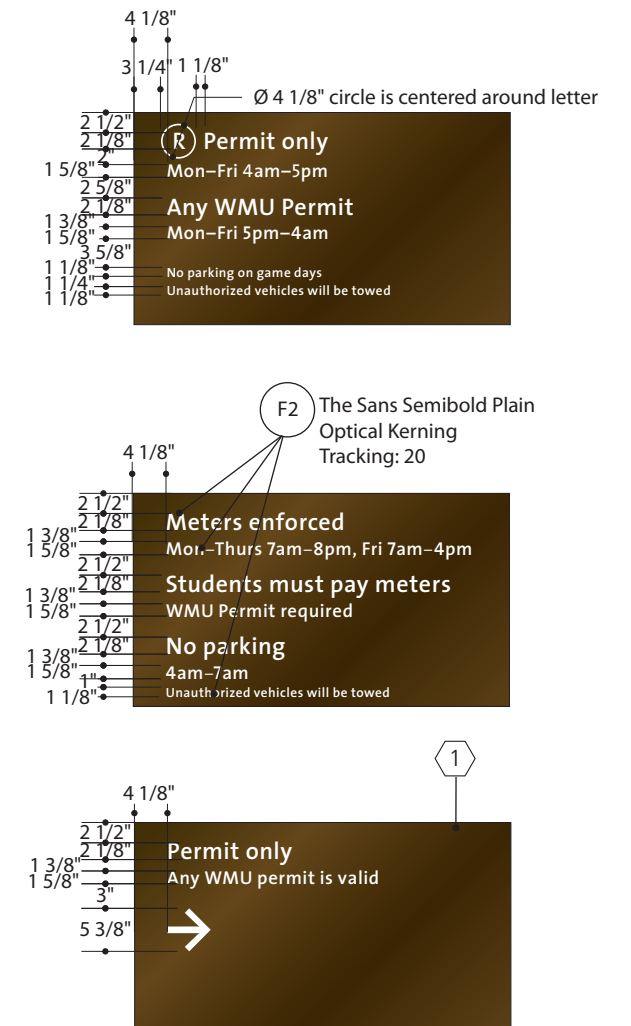 4 1/8"
3 1/4" 1 1/8"
Ø 4 1/8" circle is centered around letter
2 1/2"
2 1/8"
2"
1 5/8"
2 5/8"
2 1/8"
1 3/8"
1 5/8"
3 5/8"
1 1/8"
1 1/4"
1 1/8"
R Permit only
Mon–Fri 4am–5pm
Any WMU Permit
Mon–Fri 5pm–4am
No parking on game days
Unauthorized vehicles will be towed
F2
The Sans Semibold Plain
Optical Kerning
Tracking: 20
4 1/8"
2 1/2"
2 1/8"
1 3/8"
1 5/8"
2 1/2"
2 1/8"
1 3/8"
1 5/8"
2 1/2"
2 1/8"
1 3/8"
1 5/8"
1"
1 1/8"
Meters enforced
Mon–Thurs 7am–8pm, Fri 7am–4pm
Students must pay meters
WMU Permit required
No parking
4am–7am
Unauthorized vehicles will be towed
1
4 1/8"
2 1/2"
2 1/8"
1 3/8"
1 5/8"
3"
5 3/8"
Permit only
Any WMU permit is valid